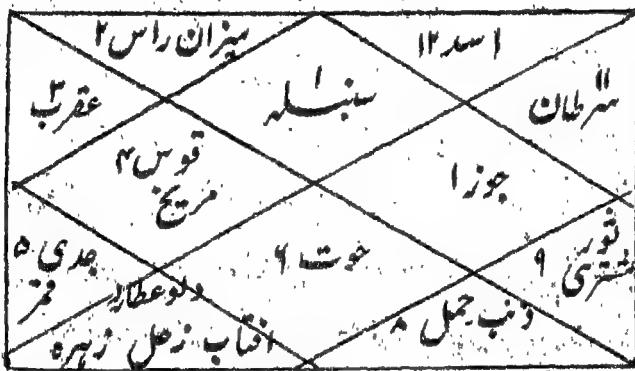 میزان راس ۲
اسد ۱۲
۱
سنبلہ
عقرب ۳
سرطان ۱۱
قوس ۴
مریخ
جوزا
جدی ۵
قمر
حوت ۶
ثور
مشتری ۹
دلو عطارد
ذنب حمل ۸
افتاب زحل زہرہ